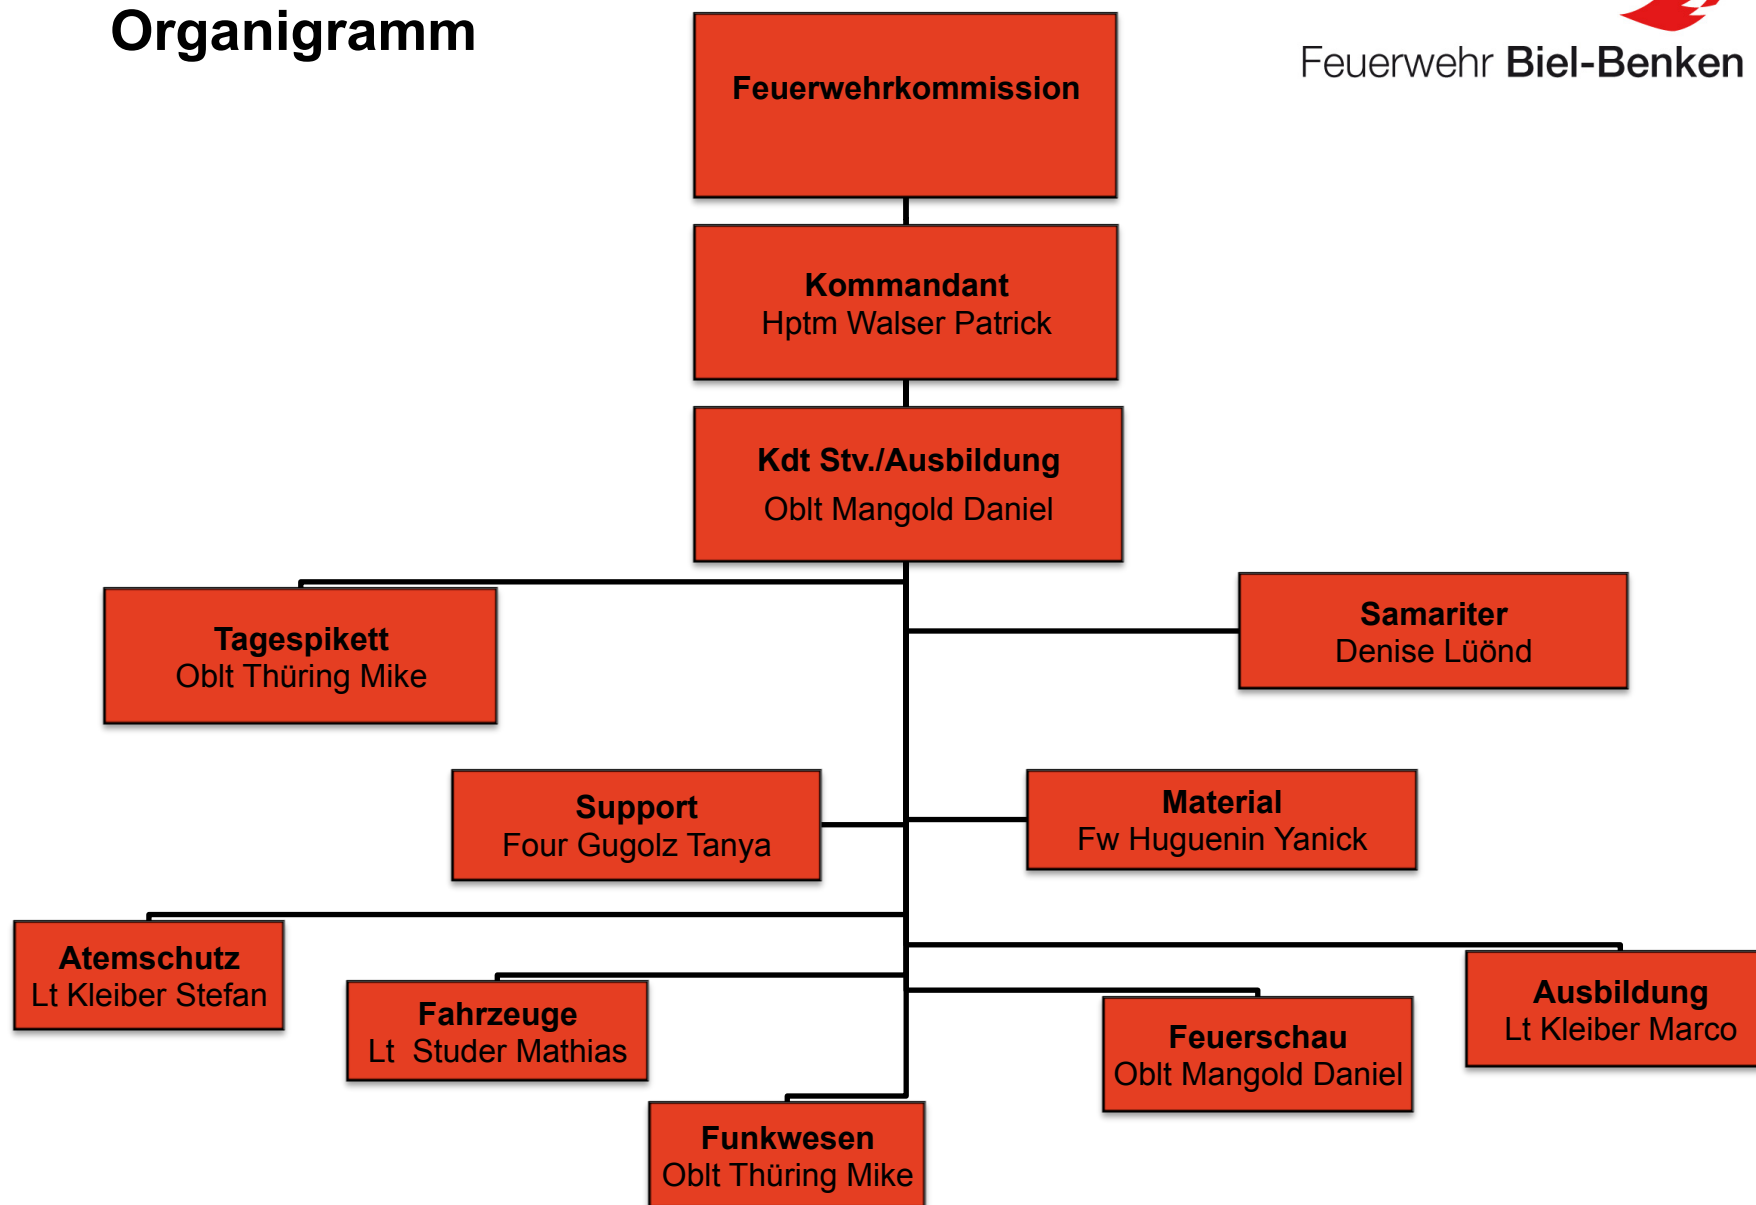 Organigramm
Feuerwehr Biel-Benken
Feuerwehrkommission
Kommandant
Hptm Walser Patrick
Kdt Stv./Ausbildung
Oblt Mangold Daniel
Tagespikett
Oblt Thüring Mike
Samariter
Denise Lüönd
Support
Four Gugolz Tanya
Material
Fw Huguenin Yanick
Atemschutz
Lt Kleiber Stefan
Fahrzeuge
Lt  Studer Mathias
Funkwesen
Oblt Thüring Mike
Feuerschau
Oblt Mangold Daniel
Ausbildung
Lt Kleiber Marco